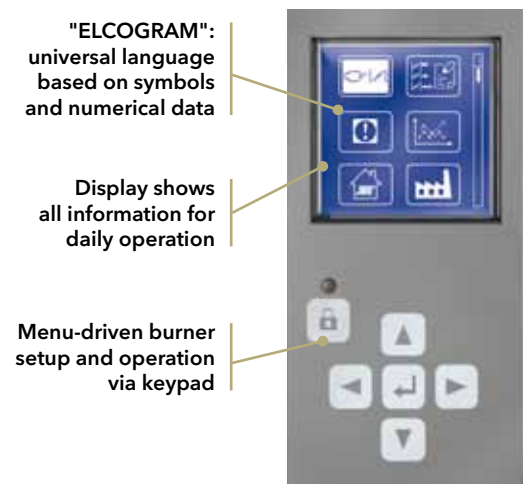 "ELCOGRAM":
universal language
based on symbols
and numerical data
Display shows
all information for
daily operation
Menu-driven burner
setup and operation
via keypad